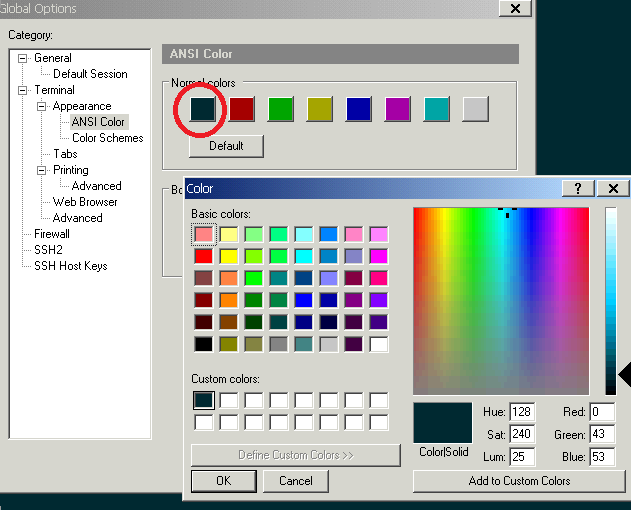 Global Options
Category:
General
Default Session
Terminal
Appearance
ANSI Color
Color Schemes
Tabs
Printing
Advanced
Web Browser
Advanced
Firewall
SSH2
SSH Host Keys
ANSI Color
Normal colors
Default
Bo
Color
Basic colors:
Custom colors:
Define Custom Colors >>
OK
Cancel
Color|Solid
Hue: 128
Sat: 240
Lum: 25
Red: 0
Green: 43
Blue: 53
Add to Custom Colors